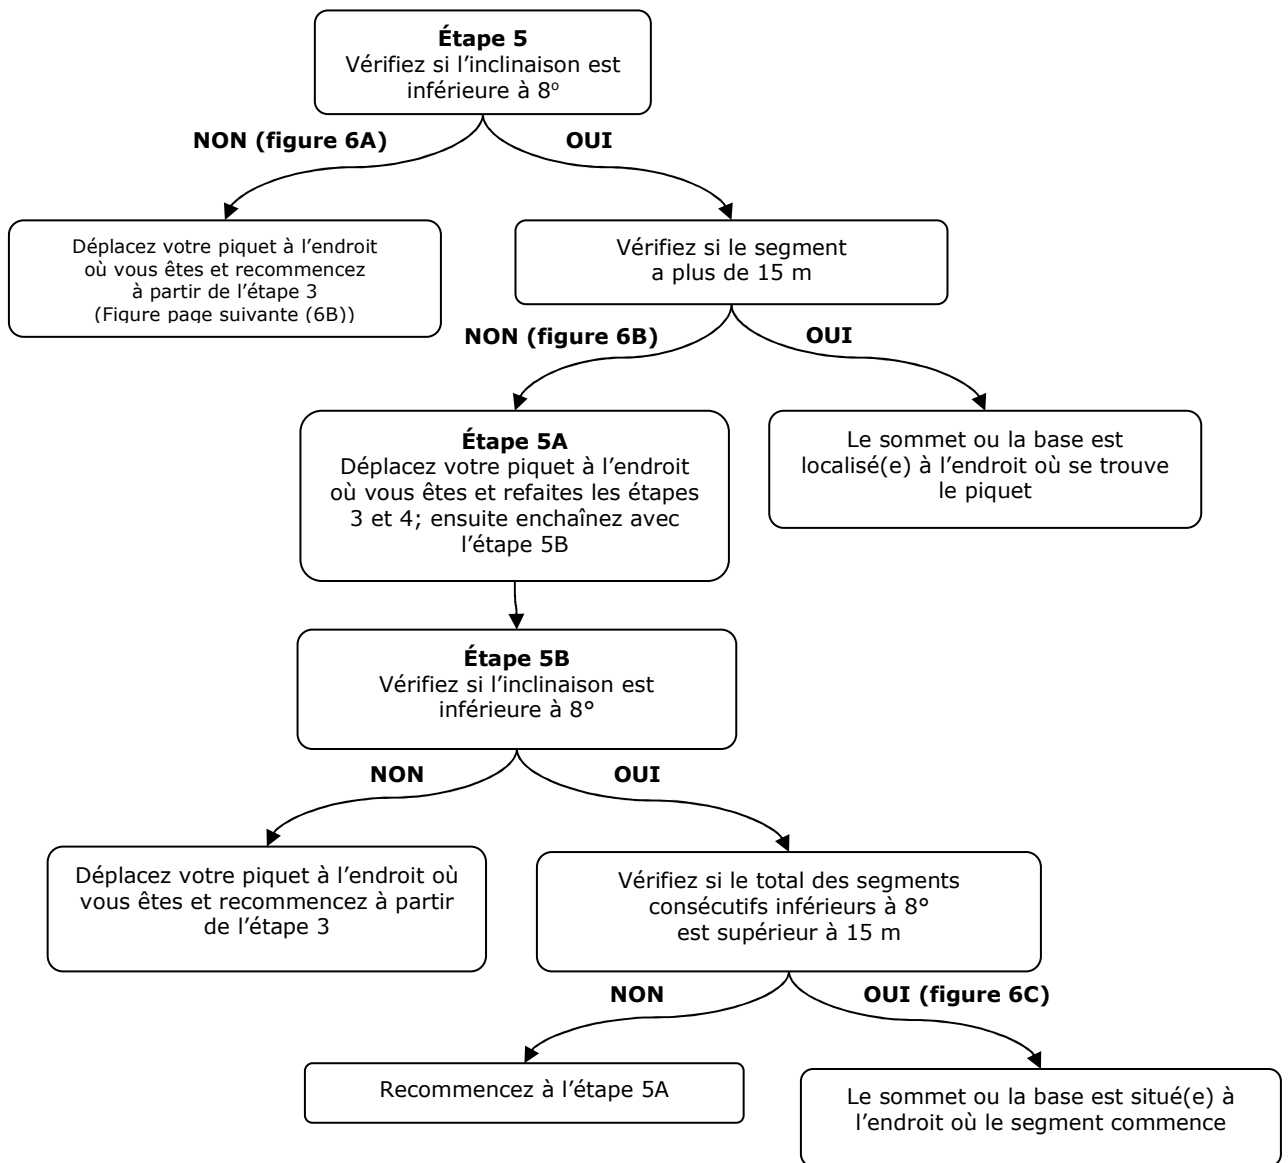 Étape 5
Vérifiez si l’inclinaison est
inférieure à 8º
NON (figure 6A)
OUI
Déplacez votre piquet à l’endroit
où vous êtes et recommencez
à partir de l’étape 3
(Figure page suivante (6B))
Vérifiez si le segment
a plus de 15 m
NON (figure 6B)
OUI
Étape 5A
Déplacez votre piquet à l’endroit
où vous êtes et refaites les étapes
3 et 4; ensuite enchaînez avec
l’étape 5B
Le sommet ou la base est
localisé(e) à l’endroit où se trouve
le piquet
Étape 5B
Vérifiez si l’inclinaison est
inférieure à 8°
NON
OUI
Déplacez votre piquet à l’endroit où
vous êtes et recommencez à partir
de l’étape 3
Vérifiez si le total des segments
consécutifs inférieurs à 8°
est supérieur à 15 m
NON
OUI (figure 6C)
Recommencez à l’étape 5A
Le sommet ou la base est situé(e) à
l’endroit où le segment commence